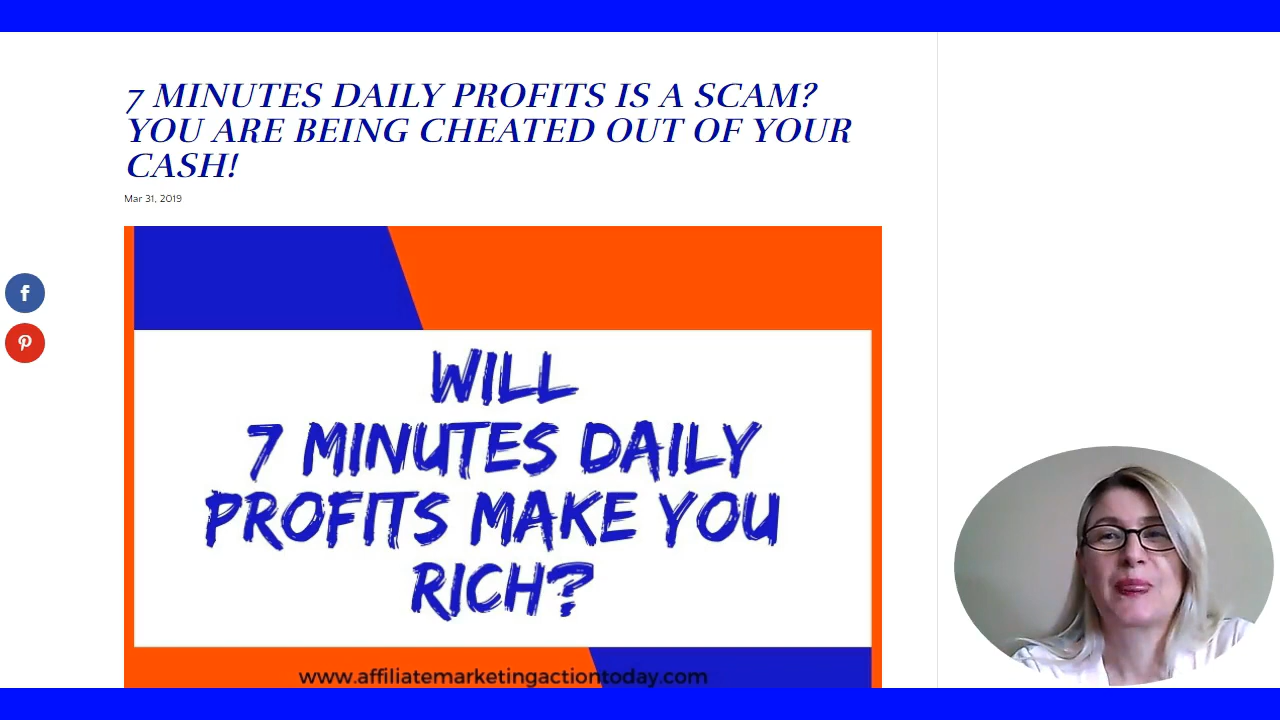 7 MINUTES DAILY PROFITS IS A SCAM?
YOU ARE BEING CHEATED OUT OF YOUR
CASH!
Mar 31, 2019
WILL
7 MINUTES DAILY
PROFITS MAKE YOU
RICH?
www.affiliatemarketingactiontoday.com